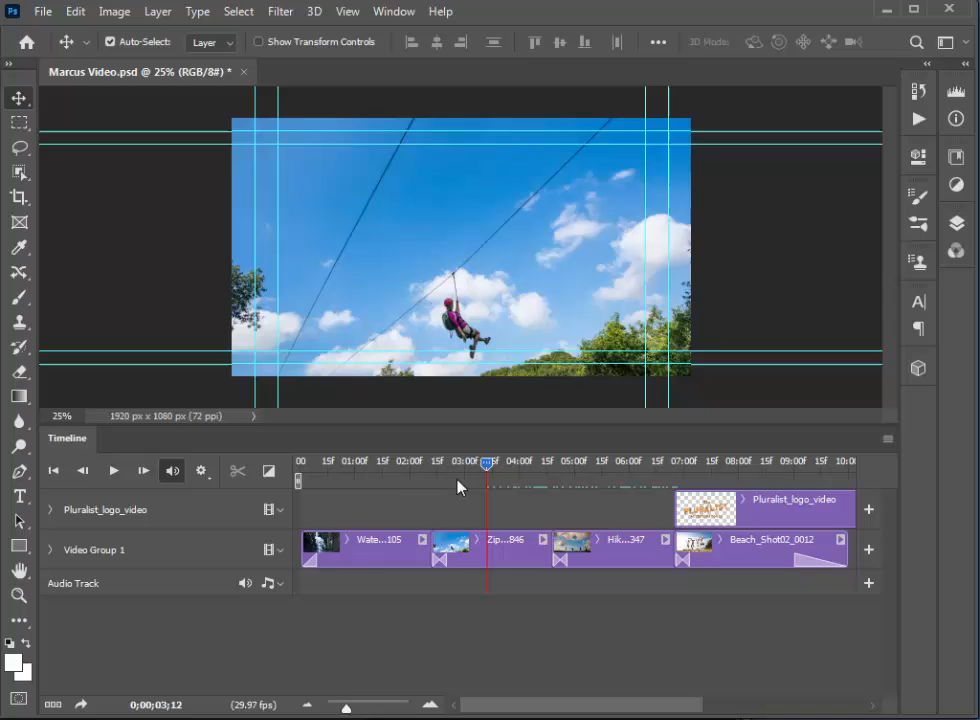 Ps File Edit Image Layer Type Select Filter 3D View Window Help
Auto-Select: Layer Show Transform Controls 3D Mode:
Marcus Video.psd @ 25% (RGB/8#) * ×
25% 1920 px x 1080 px (72 ppi)
Timeline
00 15f 01:00f 15f 02:00f 15f 03:00f 15f 04:00f 15f 05:00f 15f 06:00f 15f 07:00f 15f 08:00f 15f 09:00f 15f 10:00
Pluralist_logo_video PLURALIST Pluralist_logo_video
Video Group 1 Wate...105 Zip...846 Hik...347 Beach_Shot02_0012
Audio Track
0;00;03;12 (29.97 fps)